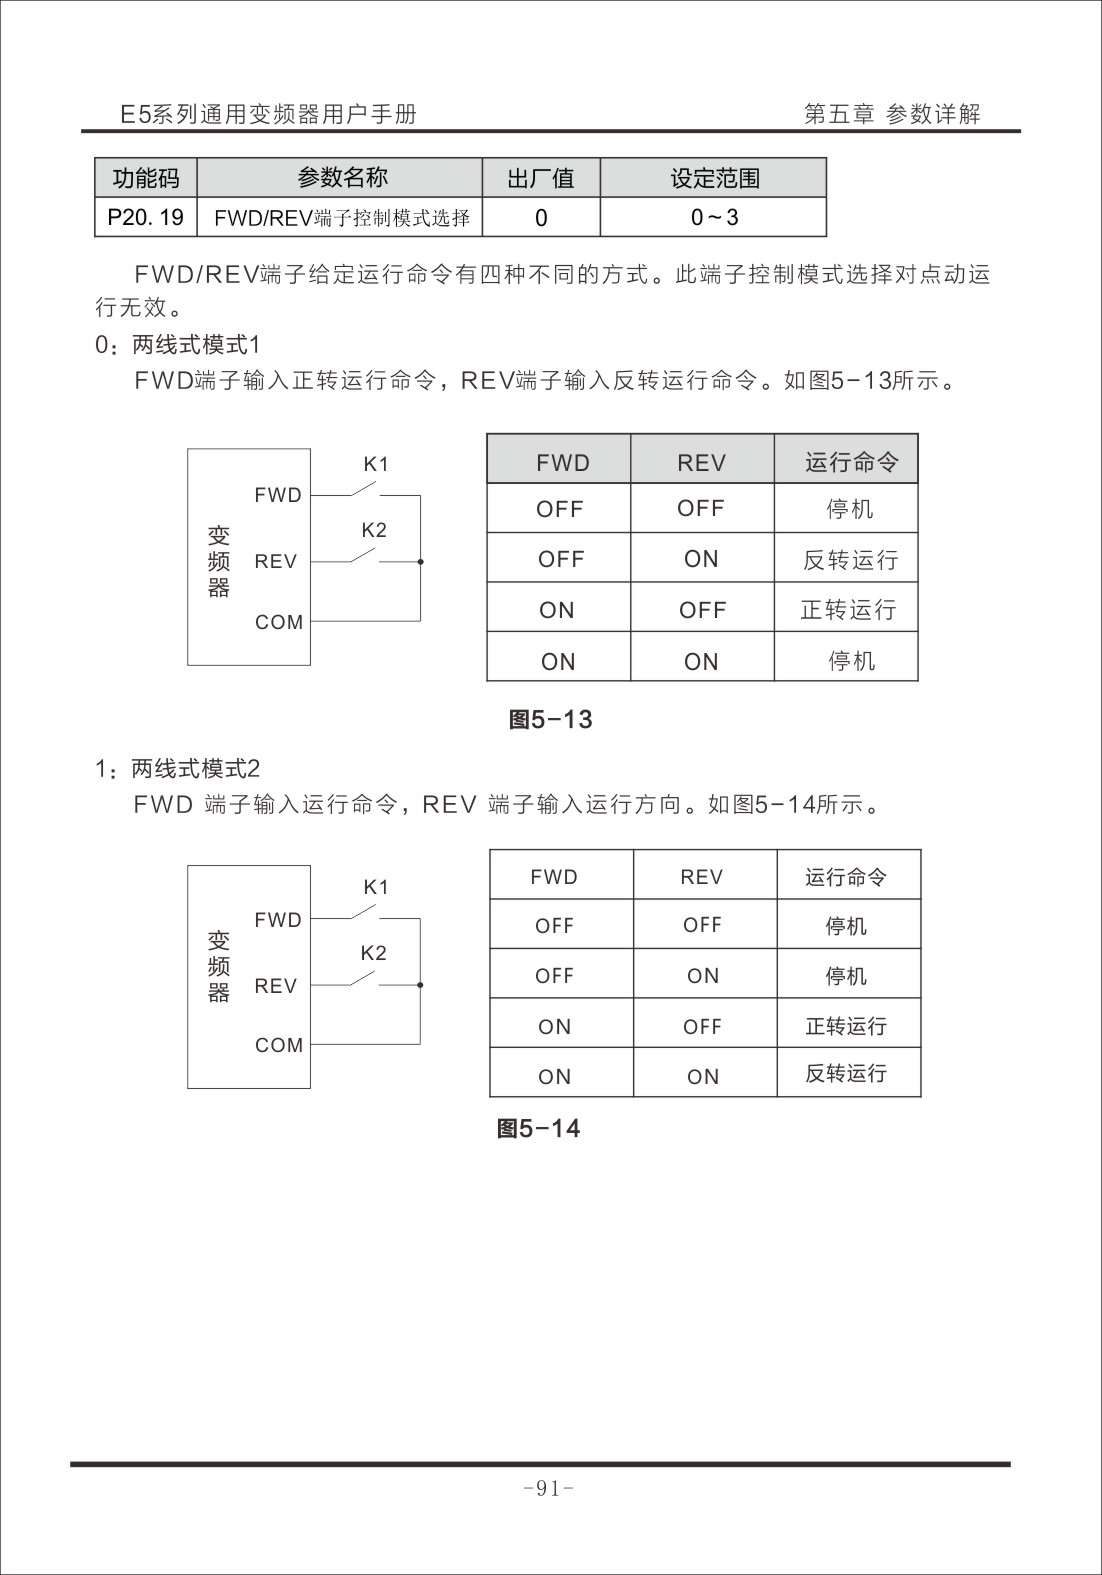 E5系列通用变频器用户手册 第五章 参数详解
功能码 参数名称 出厂值 设定范围
P20.19 FWD/REV端子控制模式选择 0 0～3
FWD/REV端子给定运行命令有四种不同的方式。此端子控制模式选择对点动运
行无效。
0：两线式模式1
FWD端子输入正转运行命令，REV端子输入反转运行命令。如图5-13所示。
变频器
FWD K1
REV K2
COM
FWD REV 运行命令
OFF OFF 停机
OFF ON 反转运行
ON OFF 正转运行
ON ON 停机
图5-13
1：两线式模式2
FWD 端子输入运行命令，REV 端子输入运行方向。如图5-14所示。
变频器
FWD K1
REV K2
COM
FWD REV 运行命令
OFF OFF 停机
OFF ON 停机
ON OFF 正转运行
ON ON 反转运行
图5-14
-91-